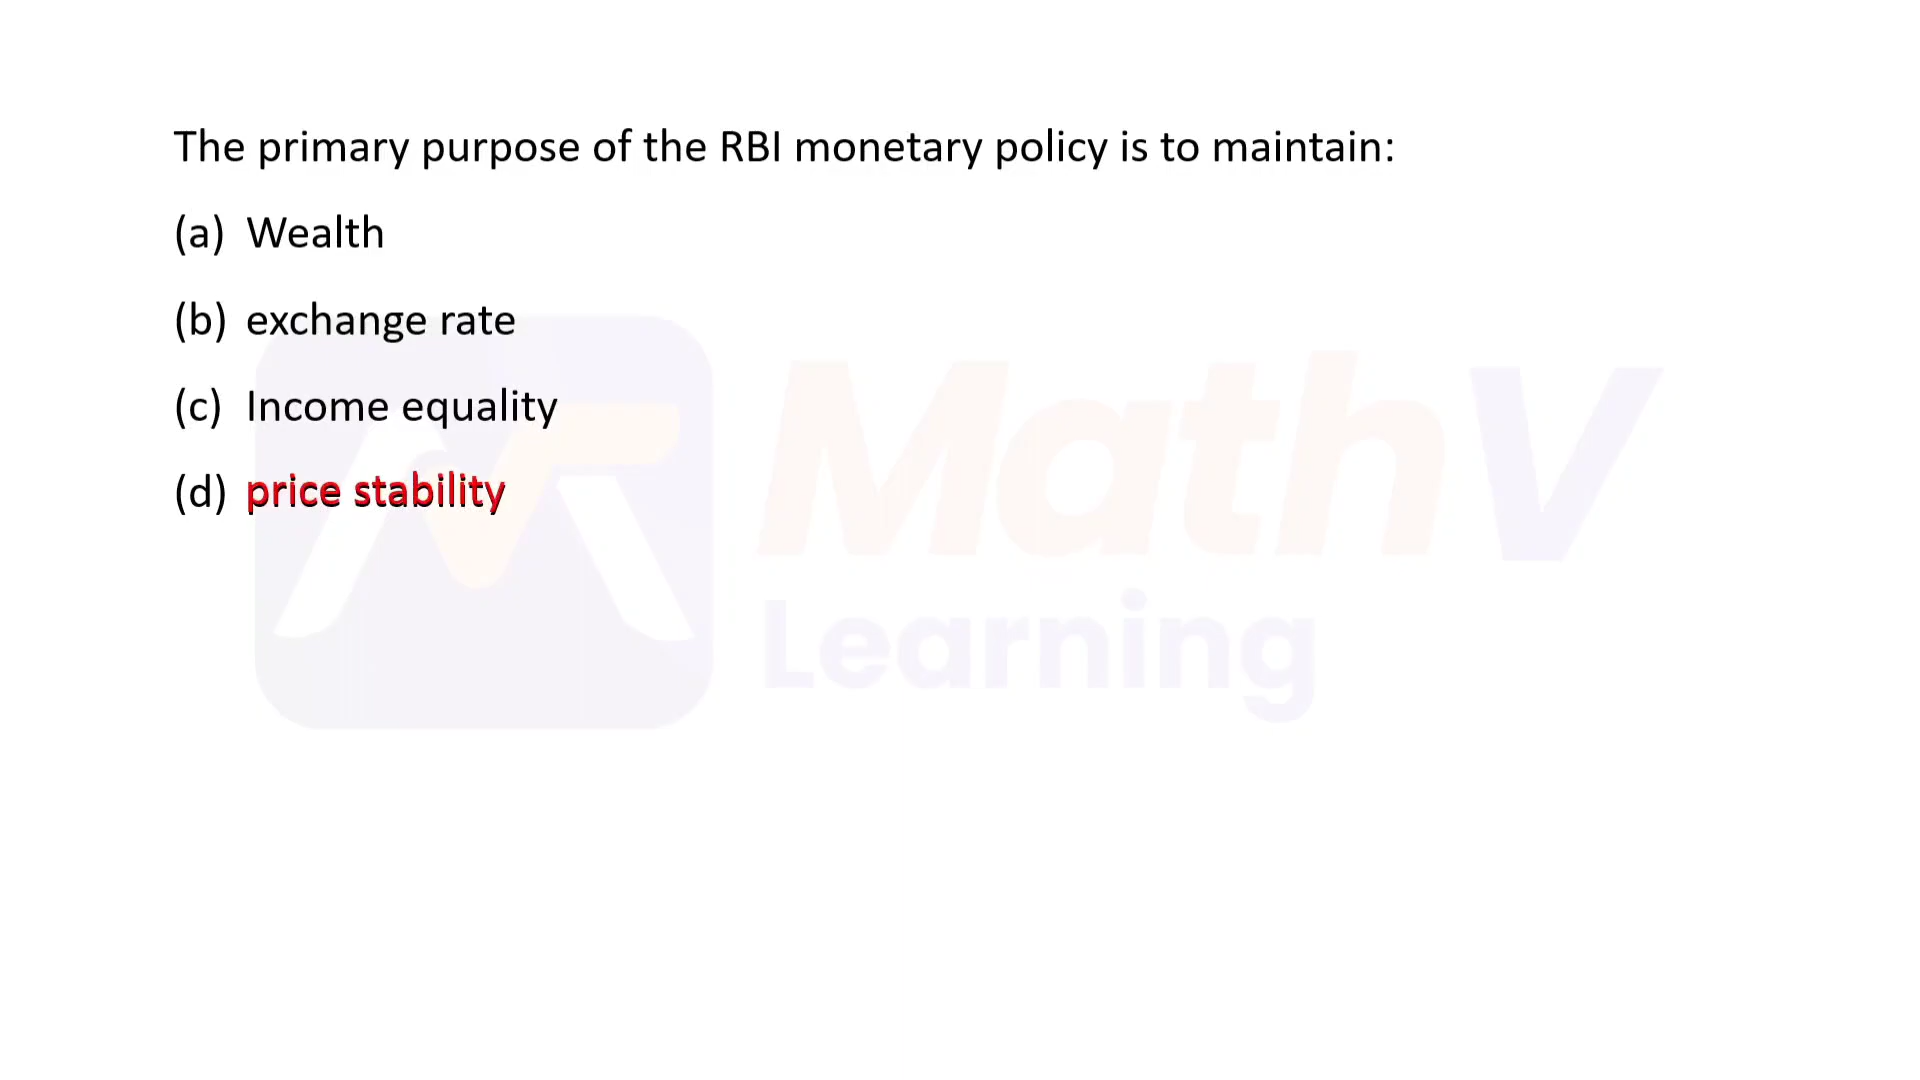 The primary purpose of the RBI monetary policy is to maintain:
(a) Wealth
(b) exchange rate
(c) Income equality
(d) price stability
MathV
Learning